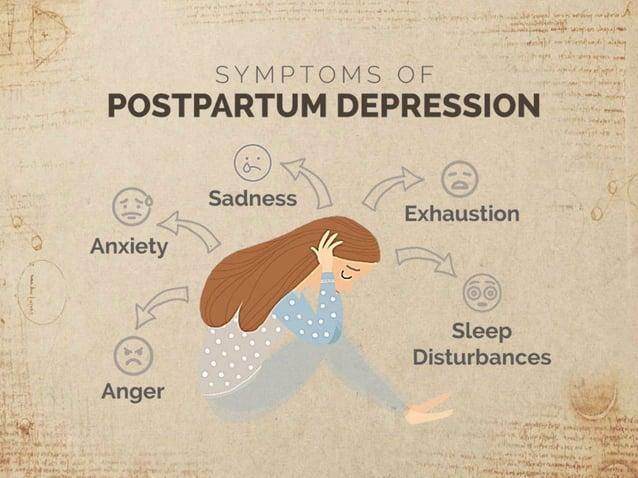 SYMPTOMS OF
POSTPARTUM DEPRESSION
Sadness
Exhaustion
Anxiety
Sleep
Disturbances
Anger